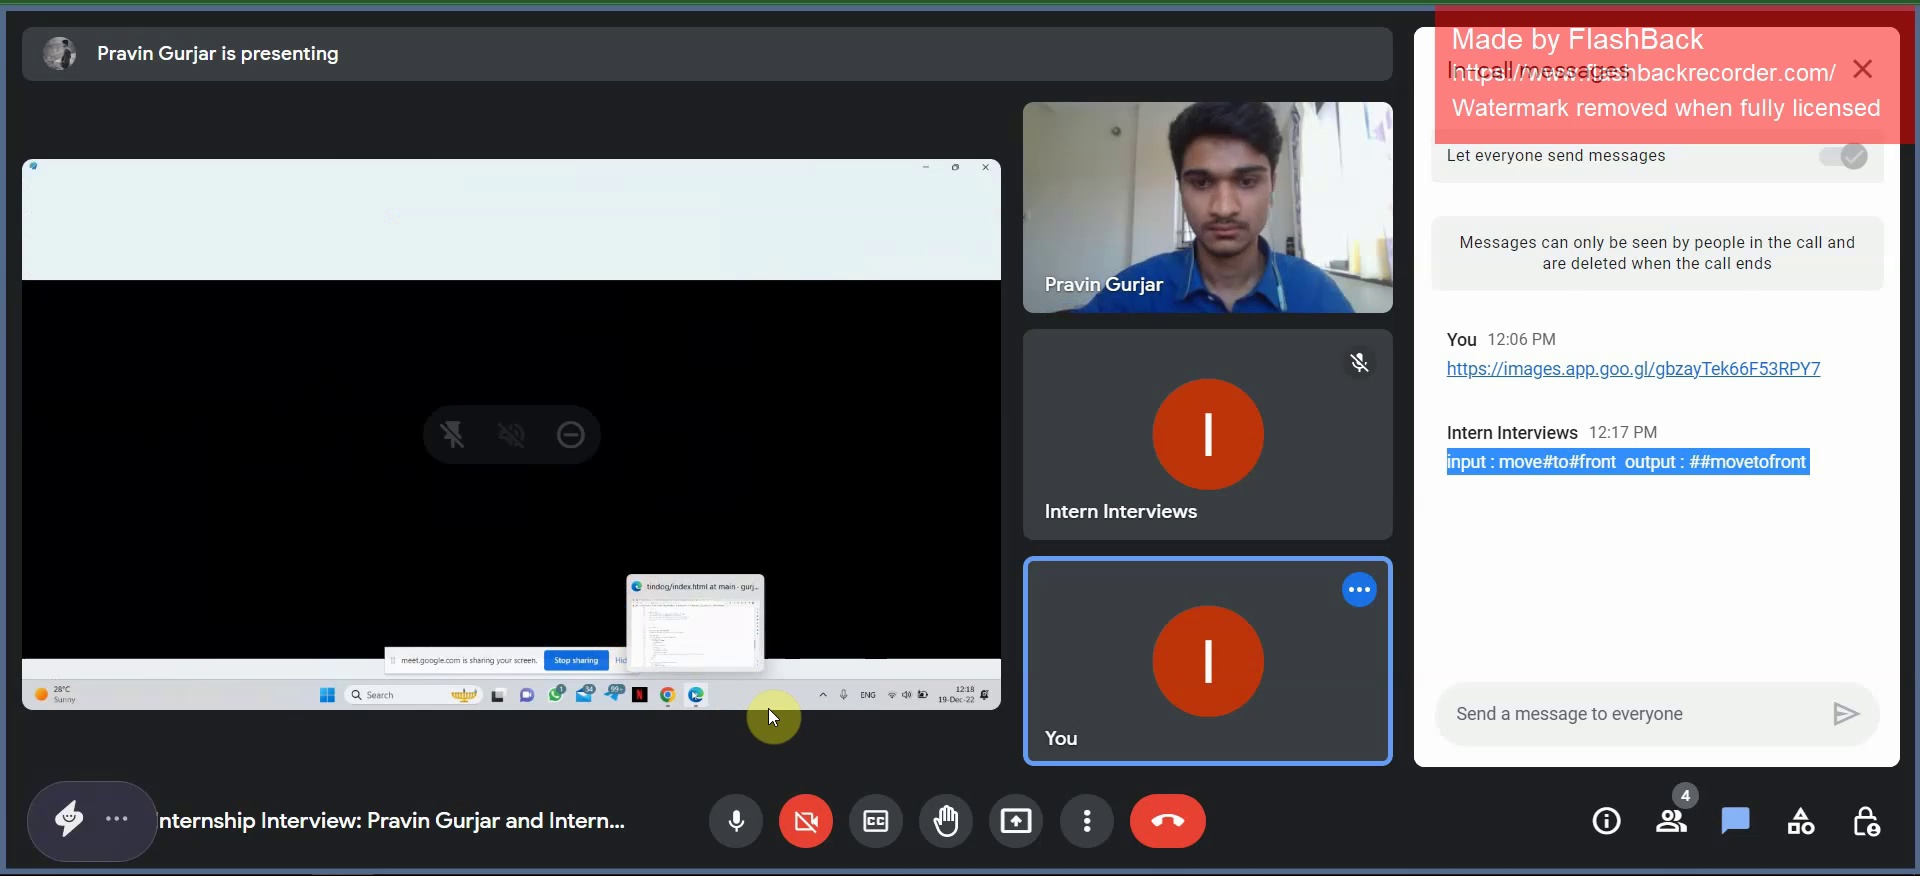 Pravin Gurjar is presenting
Made by FlashBack
In-call messages
https://www.flashbackrecorder.com/
Watermark removed when fully licensed
Let everyone send messages
Messages can only be seen by people in the call and
are deleted when the call ends
You 12:06 PM
https://images.app.goo.gl/gbzayTek66F53RPY7
Intern Interviews 12:17 PM
input : move#to#front output : ##movetofront
Send a message to everyone
Pravin Gurjar
I
Intern Interviews
I
You
tindog/index.html at main - gurj...
meet.google.com is sharing your screen.
Stop sharing
Hid
28°C
Sunny
Search
1
34
99+
N
ENG
12:18
19-Dec-22
nternship Interview: Pravin Gurjar and Intern...
4